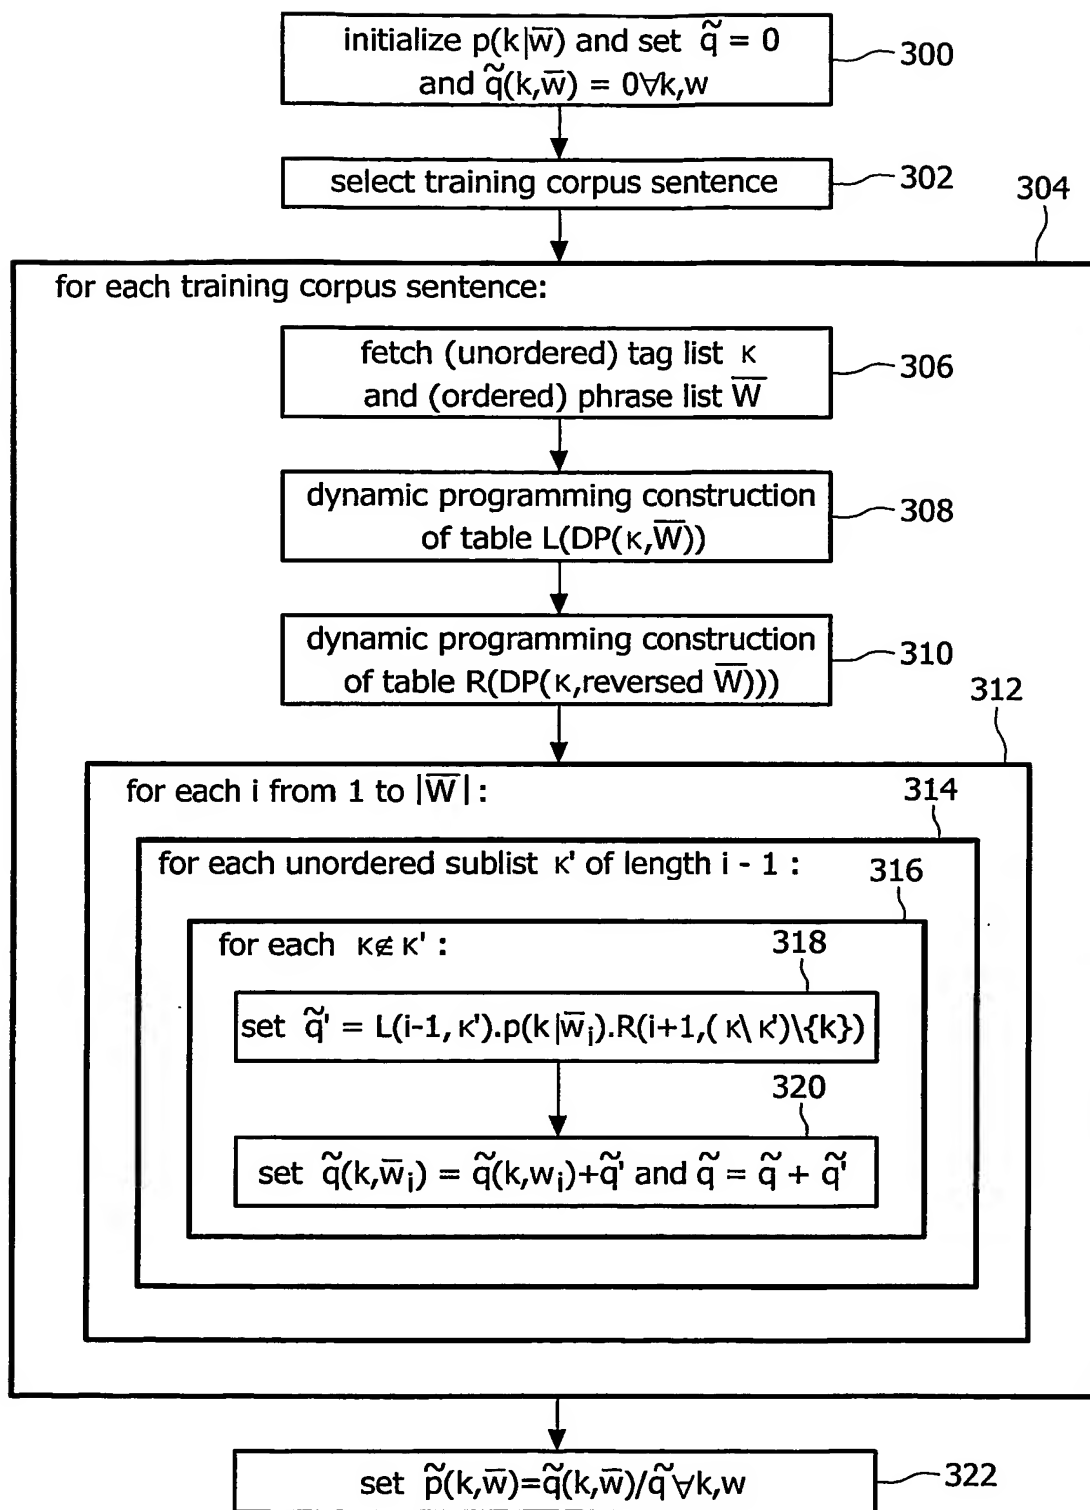 initialize p(k|w̅) and set q̃ = 0
and q̃(k,w̅) = 0∀k,w
300
select training corpus sentence
302
304
for each training corpus sentence:
fetch (unordered) tag list κ
and (ordered) phrase list W̅
306
dynamic programming construction
of table L(DP(κ,W̅))
308
dynamic programming construction
of table R(DP(κ,reversed W̅)))
310
312
for each i from 1 to |W̅| :
314
for each unordered sublist κ' of length i - 1 :
316
for each κ∉κ' :
318
set q̃' = L(i-1, κ').p(k|w̅i).R(i+1,( κ\ κ')\{k})
320
set q̃(k,w̅i) = q̃(k,wi)+q̃' and q̃ = q̃ + q̃'
set p̃(k,w̅)=q̃(k,w̅)/q̃ ∀k,w
322